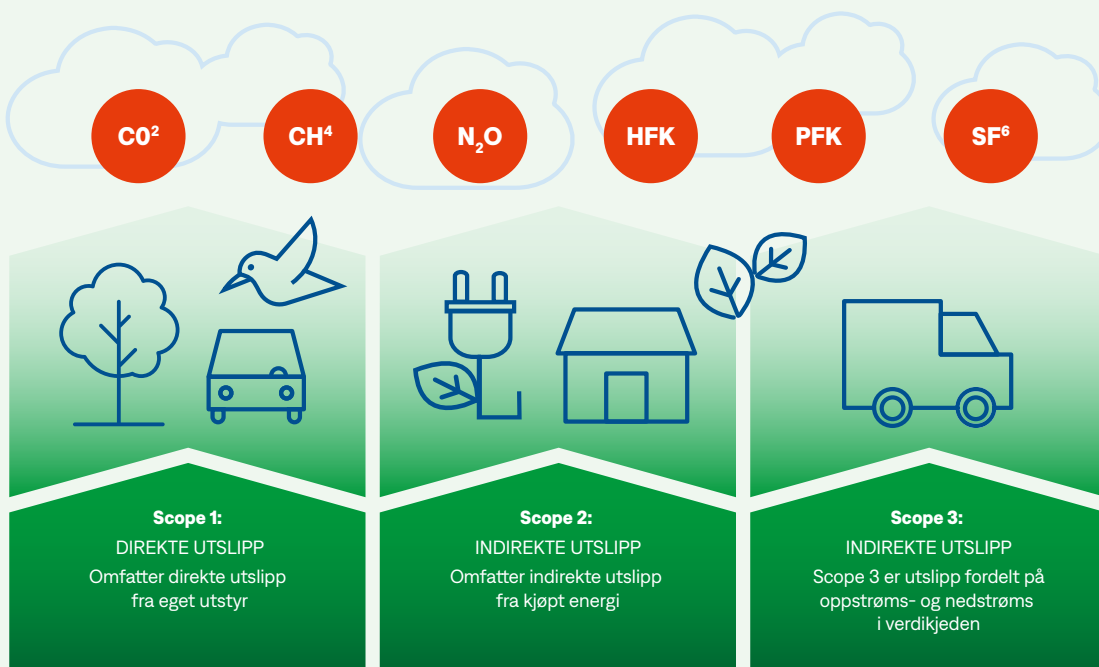 C0²
CH⁴
N₂O
HFK
PFK
SF⁶
Scope 1:
DIREKTE UTSLIPP
Omfatter direkte utslipp
fra eget utstyr
Scope 2:
INDIREKTE UTSLIPP
Omfatter indirekte utslipp
fra kjøpt energi
Scope 3:
INDIREKTE UTSLIPP
Scope 3 er utslipp fordelt på
oppstrøms- og nedstrøms
i verdikjeden